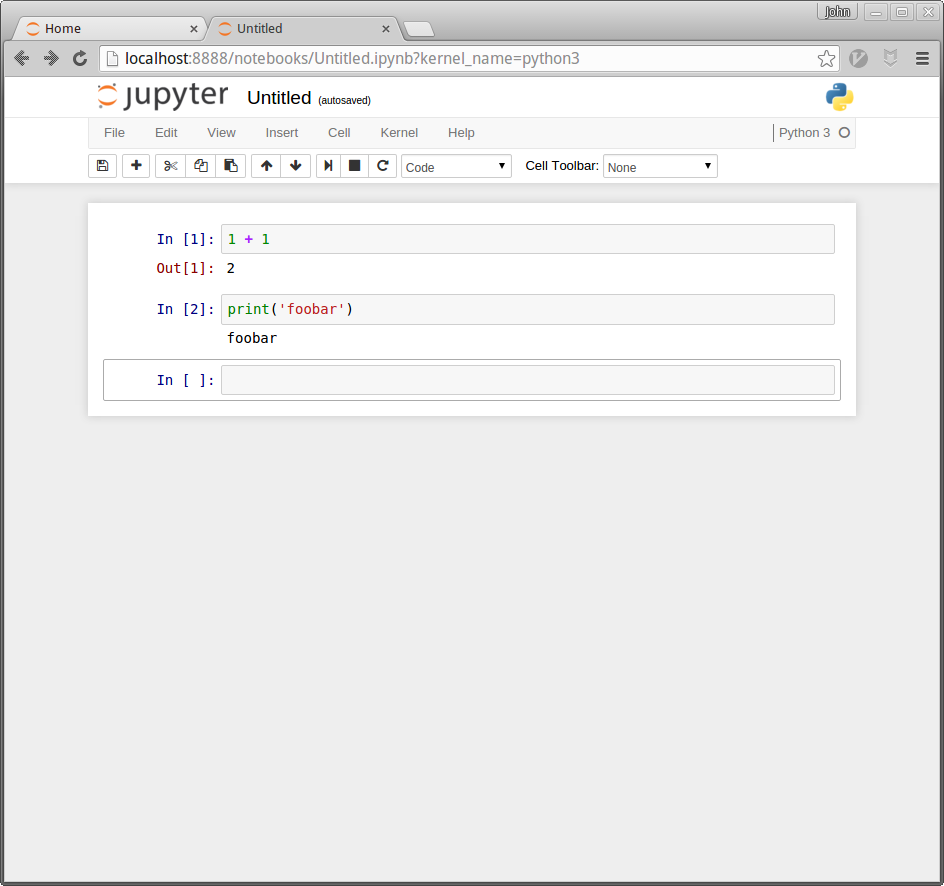 John
Home
Untitled
localhost:8888/notebooks/Untitled.ipynb?kernel_name=python3
jupyter Untitled (autosaved)
File Edit View Insert Cell Kernel Help Python 3
Code Cell Toolbar: None
In [1]: 1 + 1
Out[1]: 2
In [2]: print('foobar')
foobar
In [ ]: